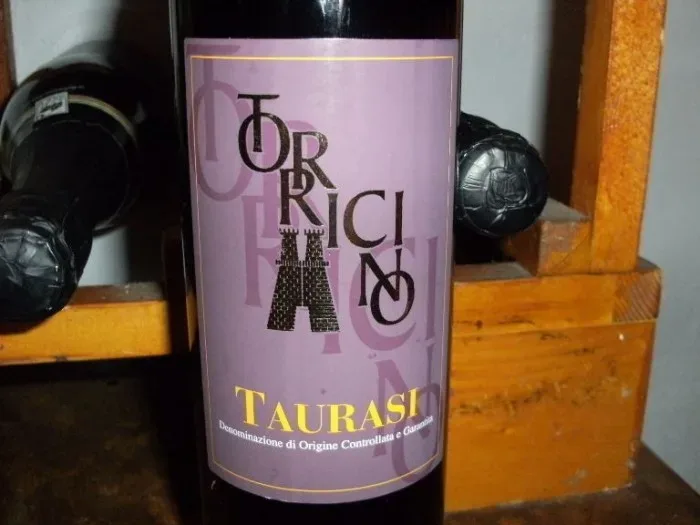 TORRICINO
TAURASI
Denominazione di Origine Controllata e Garantita